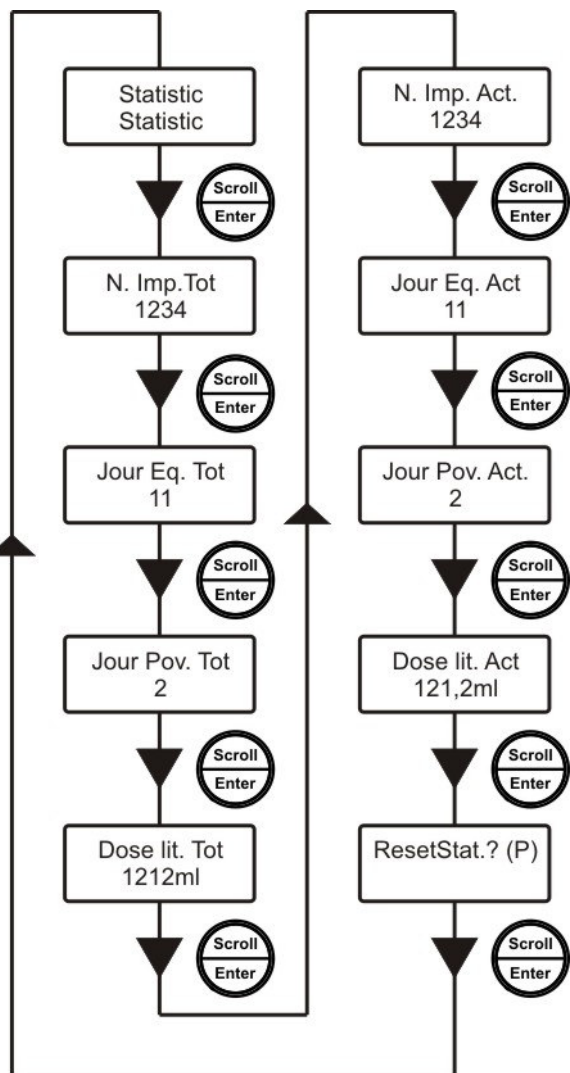 Statistic
Statistic
Scroll
Enter
N. Imp.Tot
1234
Scroll
Enter
Jour Eq. Tot
11
Scroll
Enter
Jour Pov. Tot
2
Scroll
Enter
Dose lit. Tot
1212ml
Scroll
Enter
N. Imp. Act.
1234
Scroll
Enter
Jour Eq. Act
11
Scroll
Enter
Jour Pov. Act.
2
Scroll
Enter
Dose lit. Act
121,2ml
Scroll
Enter
ResetStat.? (P)
Scroll
Enter